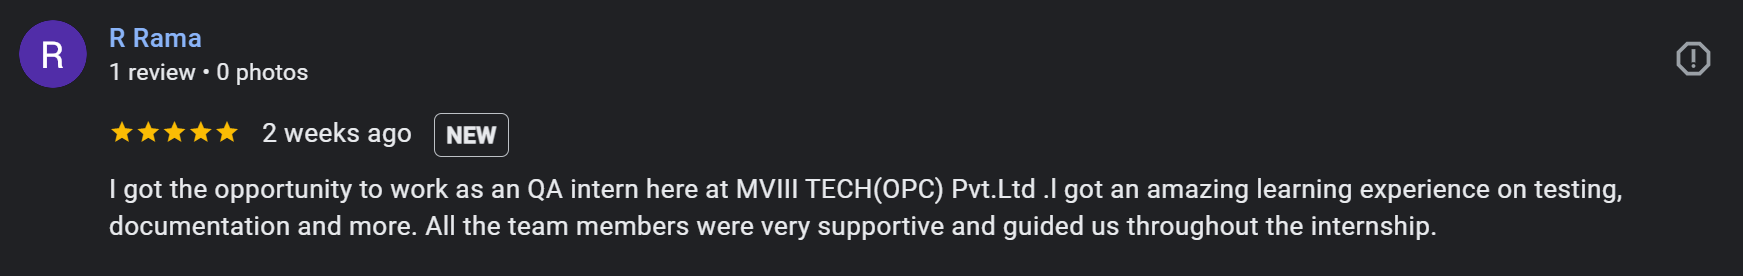 R
R Rama
1 review • 0 photos
2 weeks ago NEW
I got the opportunity to work as an QA intern here at MVIII TECH(OPC) Pvt.Ltd .I got an amazing learning experience on testing,
documentation and more. All the team members were very supportive and guided us throughout the internship.